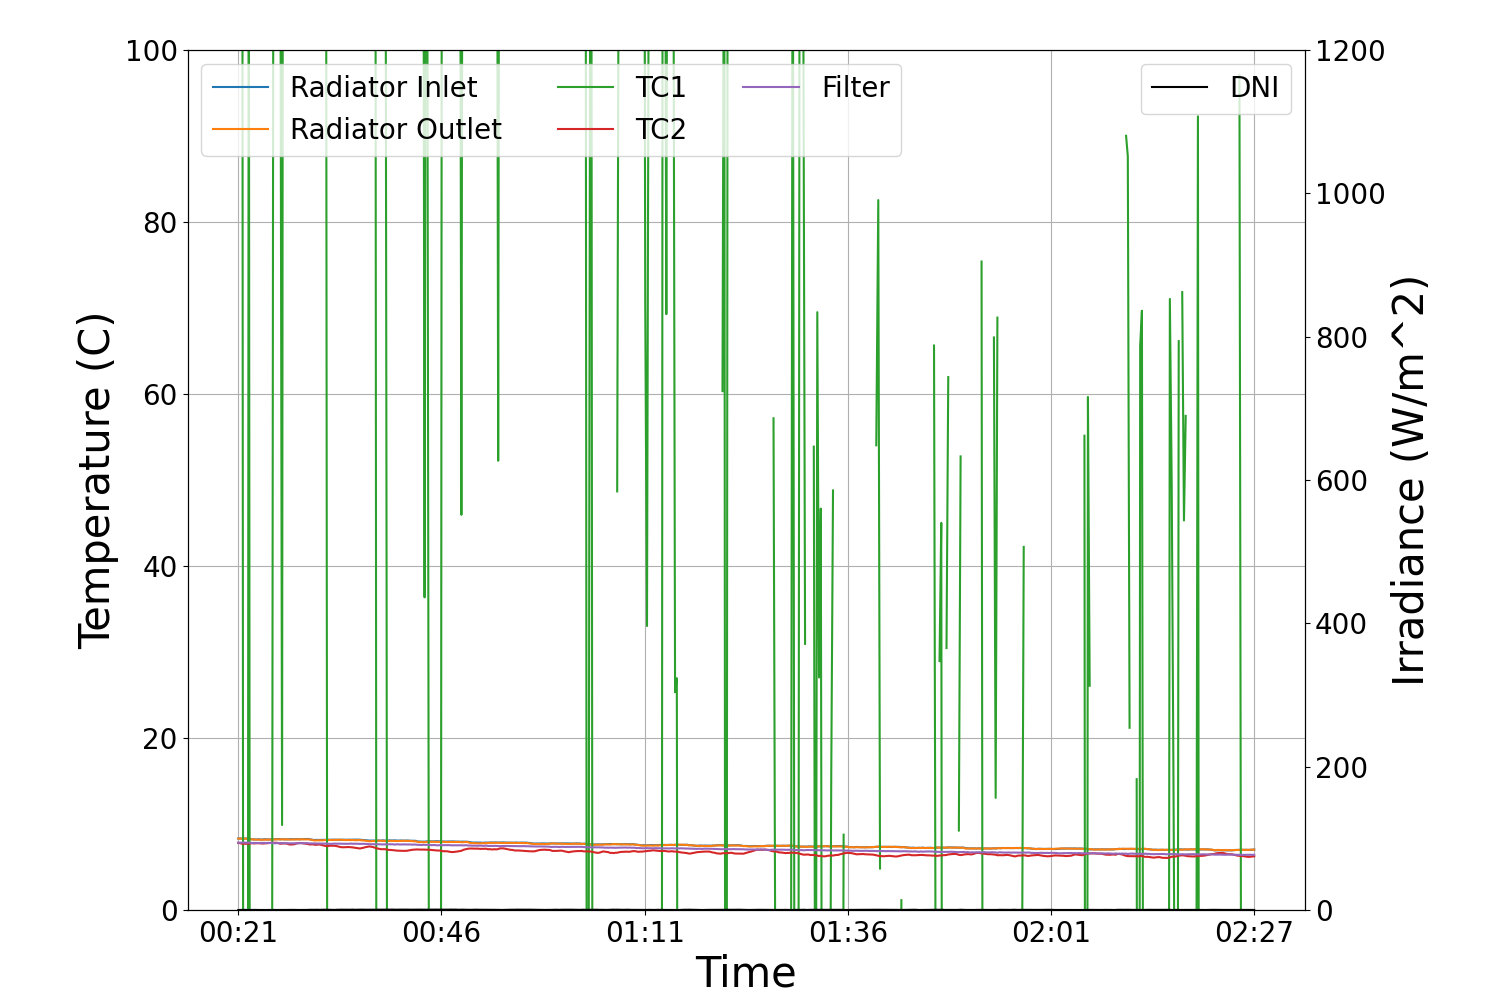 Radiator Inlet
Radiator Outlet
TC1
TC2
Filter
DNI
Temperature (C)
100
80
60
40
20
0
1200
1000
800
600
400
200
0
Irradiance (W/m^2)
00:21
00:46
01:11
01:36
02:01
02:27
Time